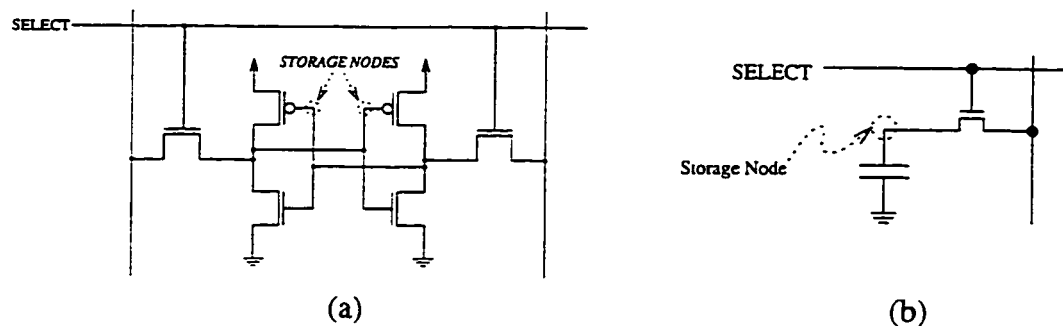 SELECT
STORAGE NODES
SELECT
Storage Node
(a)
(b)